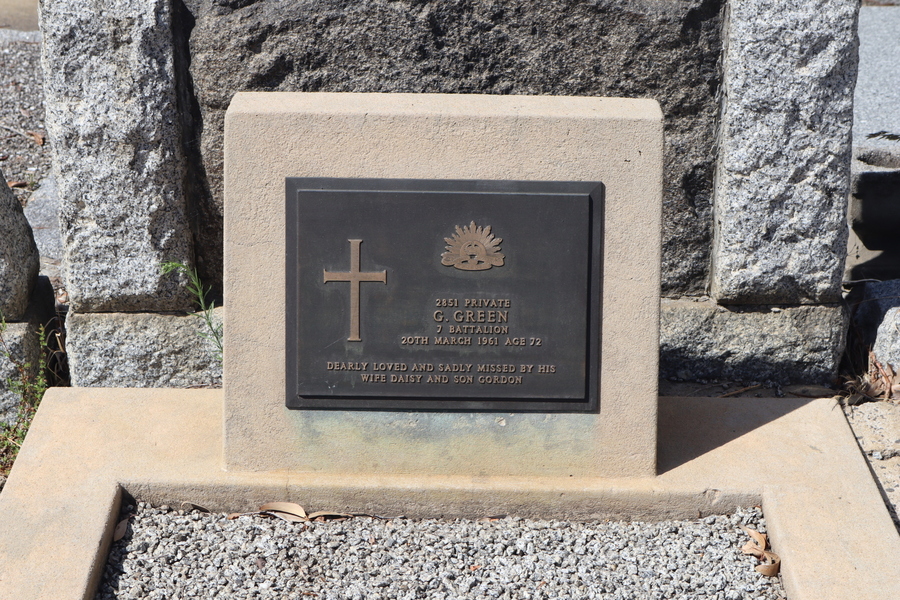 2851 PRIVATE
G. GREEN
7 BATTALION
20TH MARCH 1961 AGE 72
DEARLY LOVED AND SADLY MISSED BY HIS
WIFE DAISY AND SON GORDON